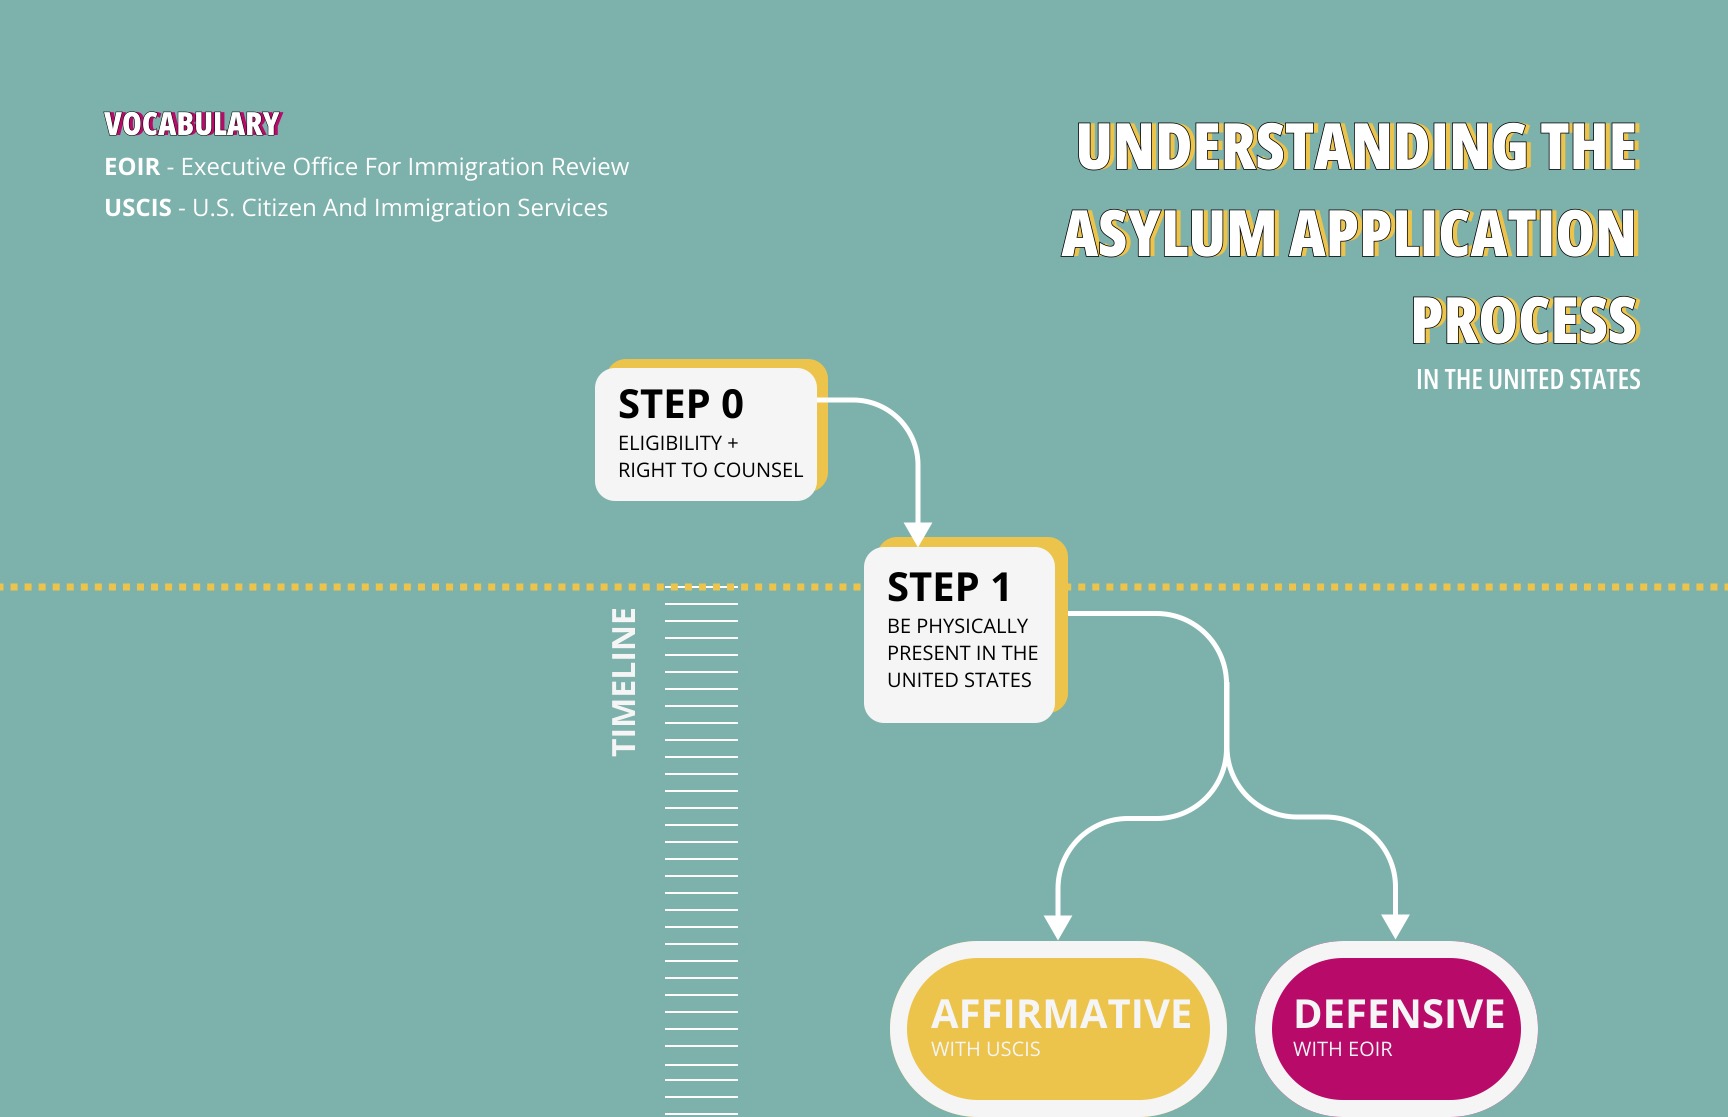 VOCABULARY
EOIR - Executive Office For Immigration Review
USCIS - U.S. Citizen And Immigration Services
UNDERSTANDING THE
ASYLUM APPLICATION
PROCESS
IN THE UNITED STATES
STEP 0
ELIGIBILITY +
RIGHT TO COUNSEL
STEP 1
BE PHYSICALLY
PRESENT IN THE
UNITED STATES
TIMELINE
AFFIRMATIVE
WITH USCIS
DEFENSIVE
WITH EOIR